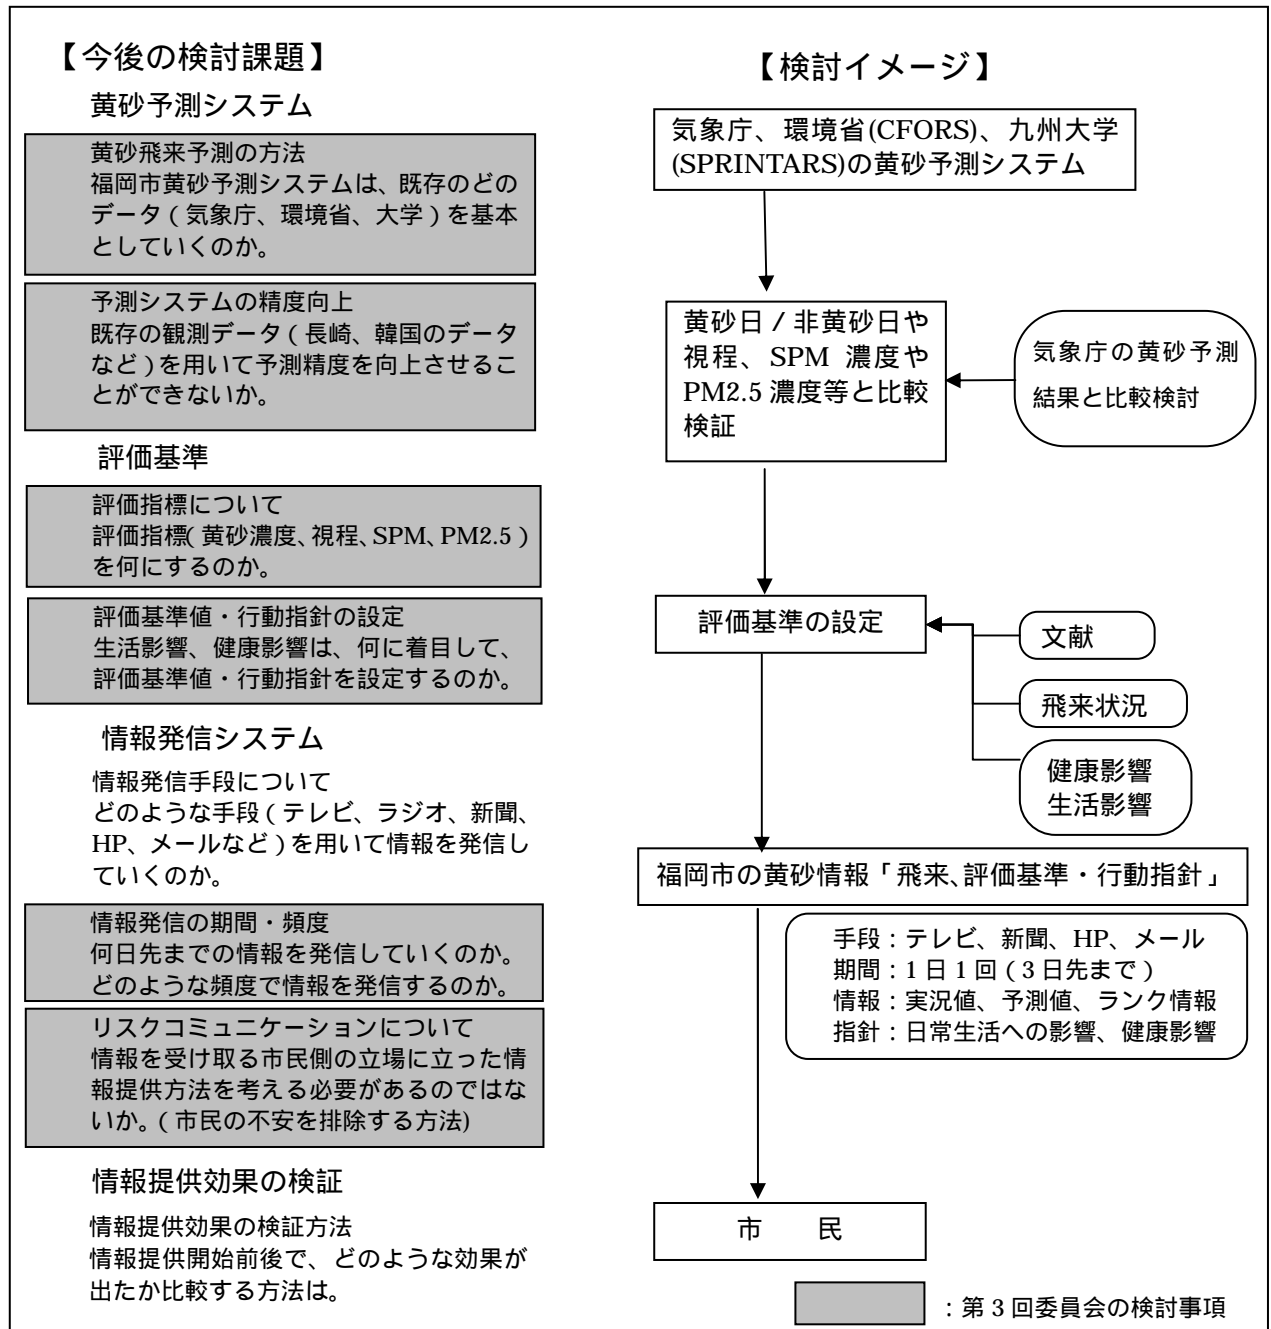 【今後の検討課題】
黄砂予測システム
黄砂飛来予測の方法
福岡市黄砂予測システムは、既存のどの
データ（気象庁、環境省、大学）を基本
としていくのか。
予測システムの精度向上
既存の観測データ（長崎、韓国のデータ
など）を用いて予測精度を向上させるこ
とができないか。
評価基準
評価指標について
評価指標（黄砂濃度、視程、SPM、PM2.5）
を何にするのか。
評価基準値・行動指針の設定
生活影響、健康影響は、何に着目して、
評価基準値・行動指針を設定するのか。
情報発信システム
情報発信手段について
どのような手段（テレビ、ラジオ、新聞、
HP、メールなど）を用いて情報を発信し
ていくのか。
情報発信の期間・頻度
何日先までの情報を発信していくのか。
どのような頻度で情報を発信するのか。
リスクコミュニケーションについて
情報を受け取る市民側の立場に立った情
報提供方法を考える必要があるのではな
いか。（市民の不安を排除する方法)
情報提供効果の検証
情報提供効果の検証方法
情報提供開始前後で、どのような効果が
出たか比較する方法は。
【検討イメージ】
気象庁、環境省(CFORS)、九州大学
(SPRINTARS)の黄砂予測システム
黄砂日／非黄砂日や
視程、SPM 濃度や
PM2.5 濃度等と比較
検証
気象庁の黄砂予測
結果と比較検討
評価基準の設定
文献
飛来状況
健康影響
生活影響
福岡市の黄砂情報「飛来、評価基準・行動指針」
手段：テレビ、新聞、HP、メール
期間：1 日 1 回（3 日先まで）
情報：実況値、予測値、ランク情報
指針：日常生活への影響、健康影響
市　　民
：第 3 回委員会の検討事項